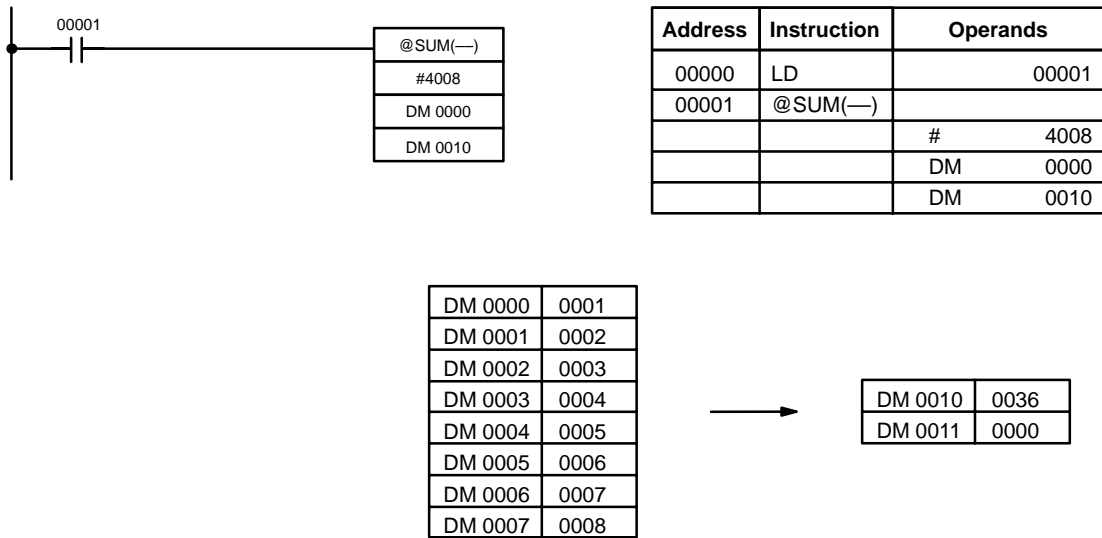 00001
@SUM(––)
#4008
DM 0000
DM 0010
Address Instruction Operands
00000 LD 00001
00001 @SUM(––)
# 4008
DM 0000
DM 0010
DM 0000 0001
DM 0001 0002
DM 0002 0003
DM 0003 0004
DM 0004 0005
DM 0005 0006
DM 0006 0007
DM 0007 0008
DM 0010 0036
DM 0011 0000